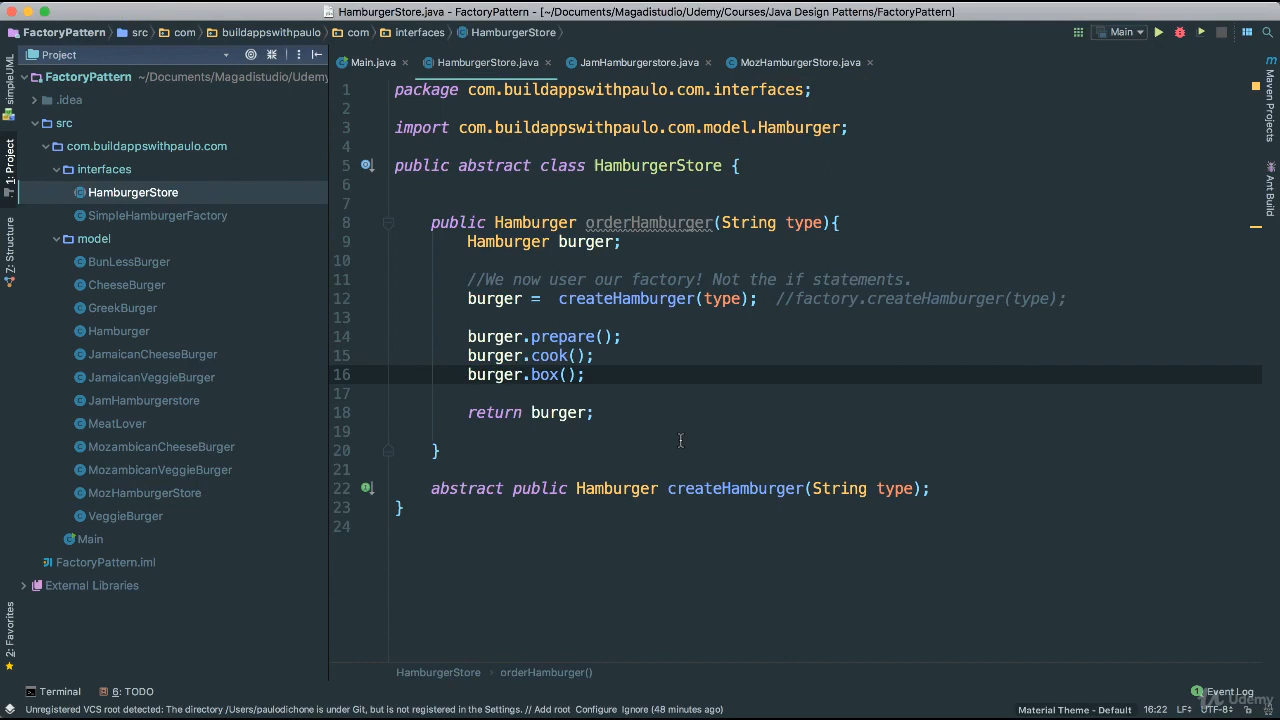 HamburgerStore.java - FactoryPattern - [~/Documents/Magadistudio/Udemy/Courses/Java Design Patterns/FactoryPattern]
FactoryPattern src com buildappswithpaulo com interfaces HamburgerStore
Main
Project
Main.java HamburgerStore.java JamHamburgerstore.java MozHamburgerStore.java
simpleUML
1: Project
Z: Structure
2: Favorites
FactoryPattern ~/Documents/Magadistudio/Udemy
.idea
src
com.buildappswithpaulo.com
interfaces
HamburgerStore
SimpleHamburgerFactory
model
BunLessBurger
CheeseBurger
GreekBurger
Hamburger
JamaicanCheeseBurger
JamaicanVeggieBurger
JamHamburgerstore
MeatLover
MozambicanCheeseBurger
MozambicanVeggieBurger
MozHamburgerStore
VeggieBurger
Main
FactoryPattern.iml
External Libraries
1 package com.buildappswithpaulo.com.interfaces;
2
3 import com.buildappswithpaulo.com.model.Hamburger;
4
5 public abstract class HamburgerStore {
6
7
8 public Hamburger orderHamburger(String type){
9 Hamburger burger;
10
11 //We now user our factory! Not the if statements.
12 burger = createHamburger(type); //factory.createHamburger(type);
13
14 burger.prepare();
15 burger.cook();
16 burger.box();
17
18 return burger;
19
20 }
21
22 abstract public Hamburger createHamburger(String type);
23 }
24
m
Maven Projects
Ant Build
HamburgerStore orderHamburger()
Terminal 6: TODO
1 Event Log
Udemy
Unregistered VCS root detected: The directory /Users/paulodichone is under Git, but is not registered in the Settings. // Add root Configure Ignore (48 minutes ago)
Material Theme - Default 16:22 LF÷ UTF-8÷